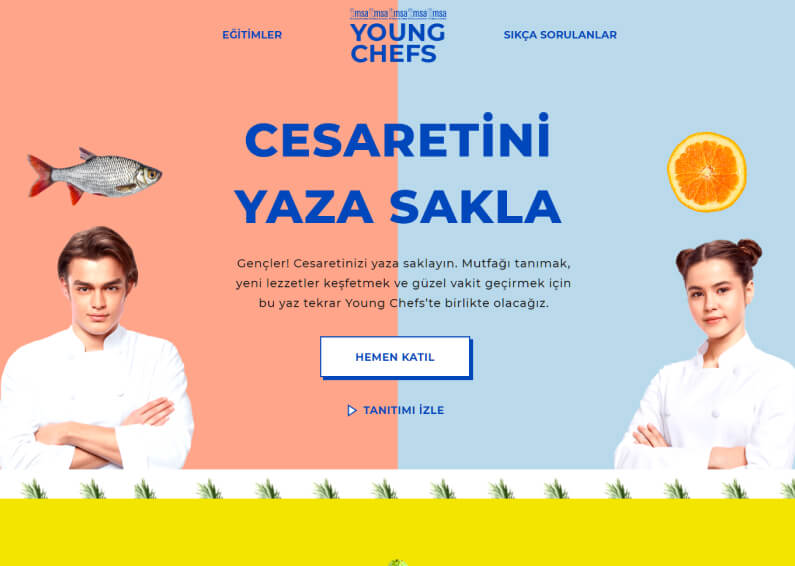 EĞİTİMLER
msa msa msa msa msa
YOUNG
CHEFS
SIKÇA SORULANLAR
CESARETİNİ
YAZA SAKLA
Gençler! Cesaretinizi yaza saklayın. Mutfağı tanımak,
yeni lezzetler keşfetmek ve güzel vakit geçirmek için
bu yaz tekrar Young Chefs'te birlikte olacağız.
HEMEN KATIL
TANITIMI İZLE